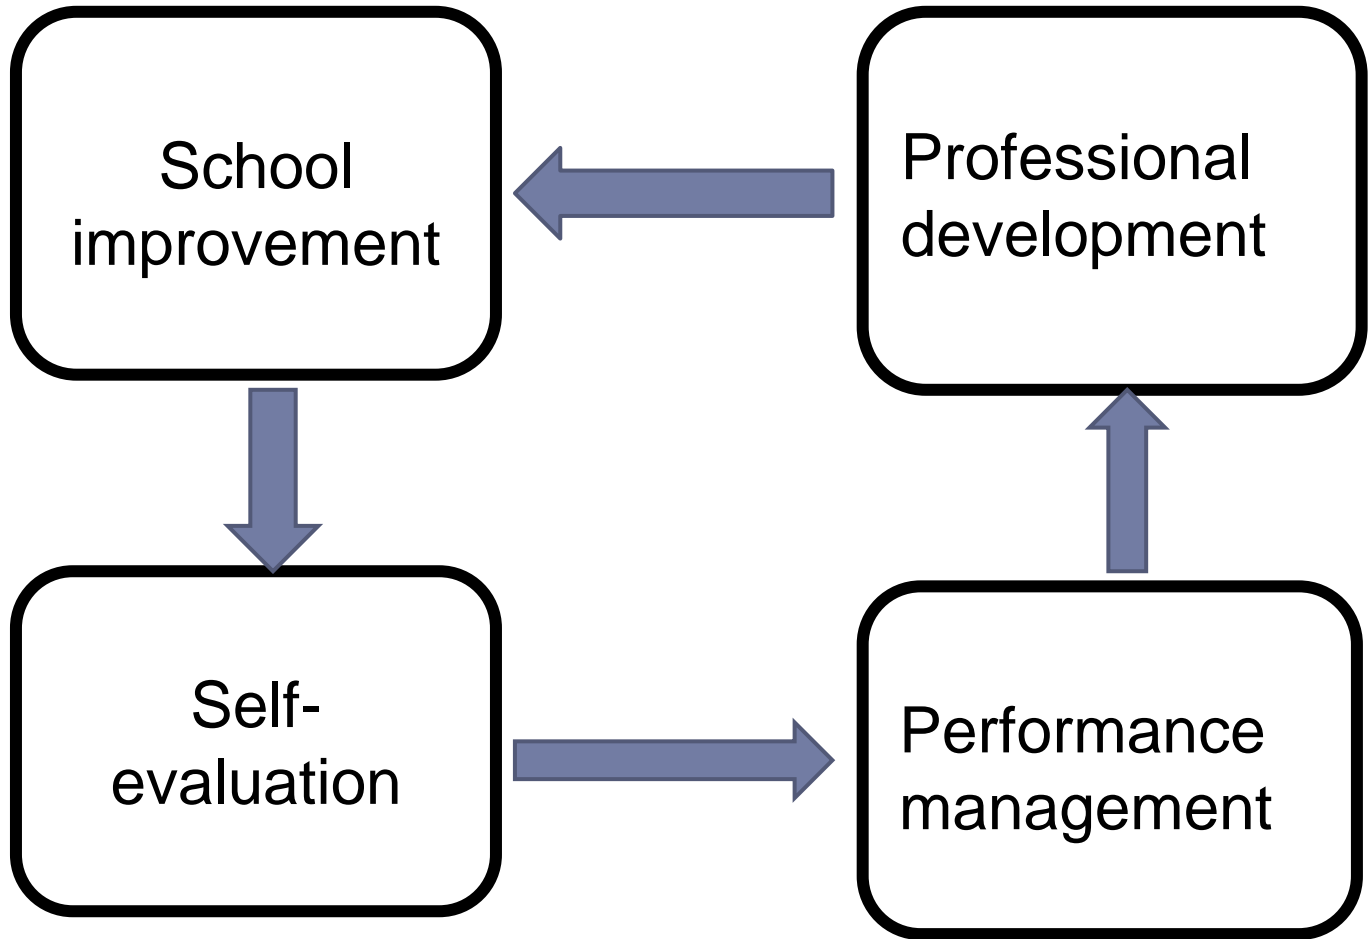 School
improvement
Professional
development
Self-
evaluation
Performance
management